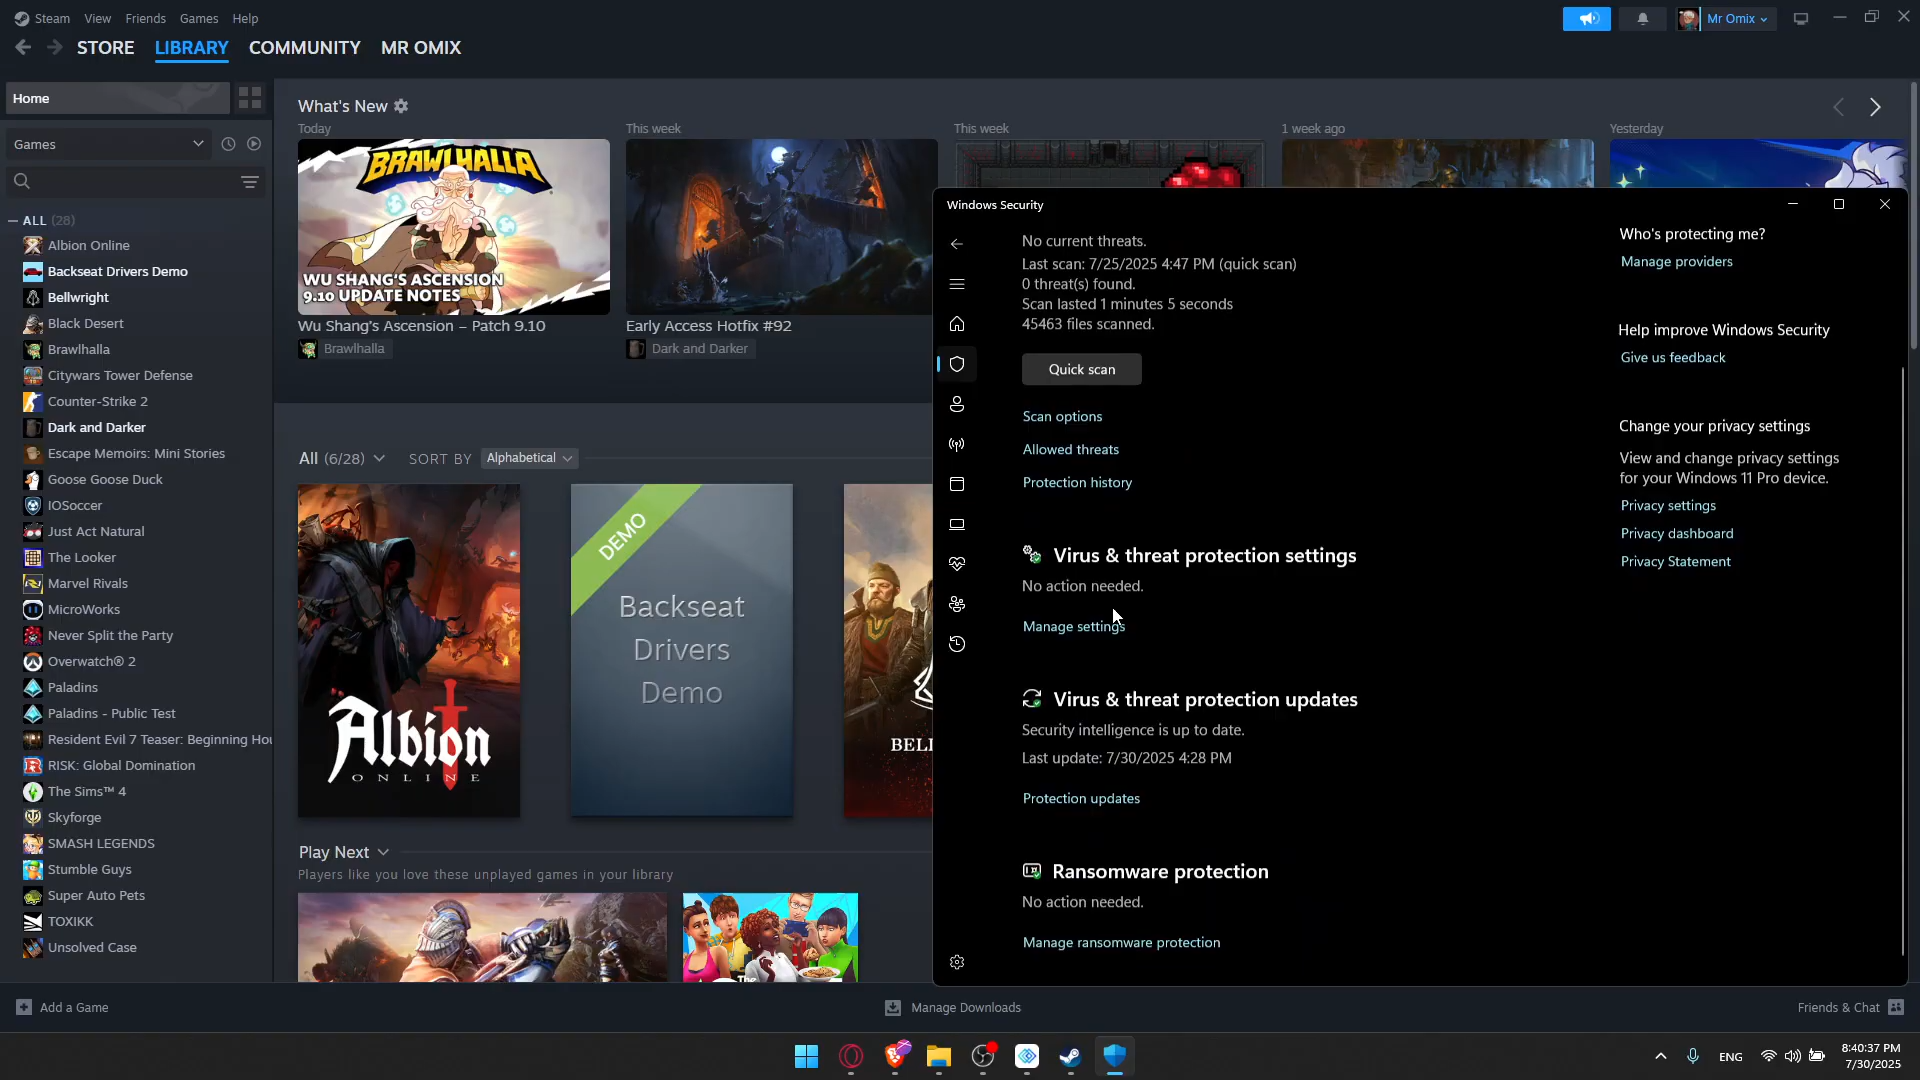 Steam View Friends Games Help
Mr Omix
STORE LIBRARY COMMUNITY MR OMIX
Home
Games
ALL (28)
Albion Online
Backseat Drivers Demo
Bellwright
Black Desert
Brawlhalla
Citywars Tower Defense
Counter-Strike 2
Dark and Darker
Escape Memoirs: Mini Stories
Goose Goose Duck
IOSoccer
Just Act Natural
The Looker
Marvel Rivals
MicroWorks
Never Split the Party
Overwatch® 2
Paladins
Paladins - Public Test
Resident Evil 7 Teaser: Beginning Hou
RISK: Global Domination
The Sims™ 4
Skyforge
SMASH LEGENDS
Stumble Guys
Super Auto Pets
TOXIKK
Unsolved Case
What's New
Today
This week
This week
1 week ago
Yesterday
BRAWLHALLA
WU SHANG'S ASCENSION
9.10 UPDATE NOTES
Wu Shang's Ascension – Patch 9.10
Brawlhalla
Early Access Hotfix #92
Dark and Darker
All (6/28) SORT BY Alphabetical
Albion
ONLINE
DEMO
Backseat
Drivers
Demo
BELL
Play Next
Players like you love these unplayed games in your library
Windows Security
No current threats.
Last scan: 7/25/2025 4:47 PM (quick scan)
0 threat(s) found.
Scan lasted 1 minutes 5 seconds
45463 files scanned.
Quick scan
Scan options
Allowed threats
Protection history
Virus & threat protection settings
No action needed.
Manage settings
Virus & threat protection updates
Security intelligence is up to date.
Last update: 7/30/2025 4:28 PM
Protection updates
Ransomware protection
No action needed.
Manage ransomware protection
Who's protecting me?
Manage providers
Help improve Windows Security
Give us feedback
Change your privacy settings
View and change privacy settings
for your Windows 11 Pro device.
Privacy settings
Privacy dashboard
Privacy Statement
Add a Game
Manage Downloads
Friends & Chat
ENG
8:40:37 PM
7/30/2025